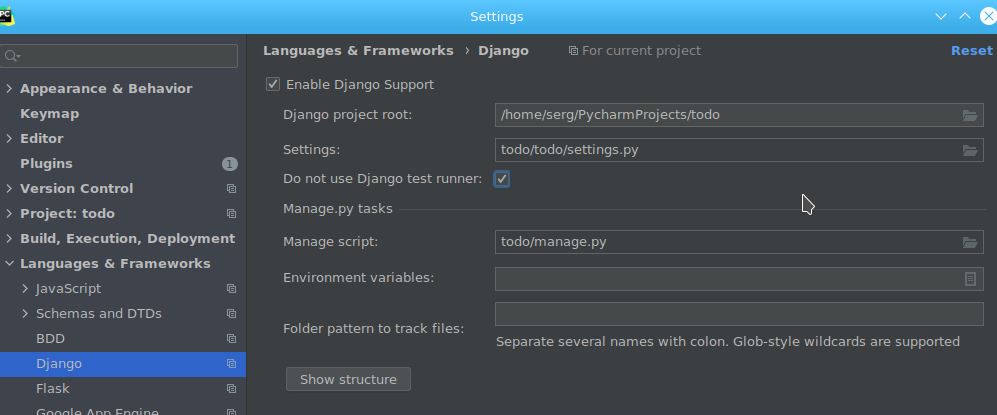 PC
Settings
Languages & Frameworks › Django For current project Reset
Appearance & Behavior
Keymap
Editor
Plugins 1
Version Control
Project: todo
Build, Execution, Deployment
Languages & Frameworks
JavaScript
Schemas and DTDs
BDD
Django
Flask
Google App Engine
Enable Django Support
Django project root: /home/serg/PycharmProjects/todo
Settings: todo/todo/settings.py
Do not use Django test runner:
Manage.py tasks
Manage script: todo/manage.py
Environment variables:
Folder pattern to track files:
Separate several names with colon. Glob-style wildcards are supported
Show structure